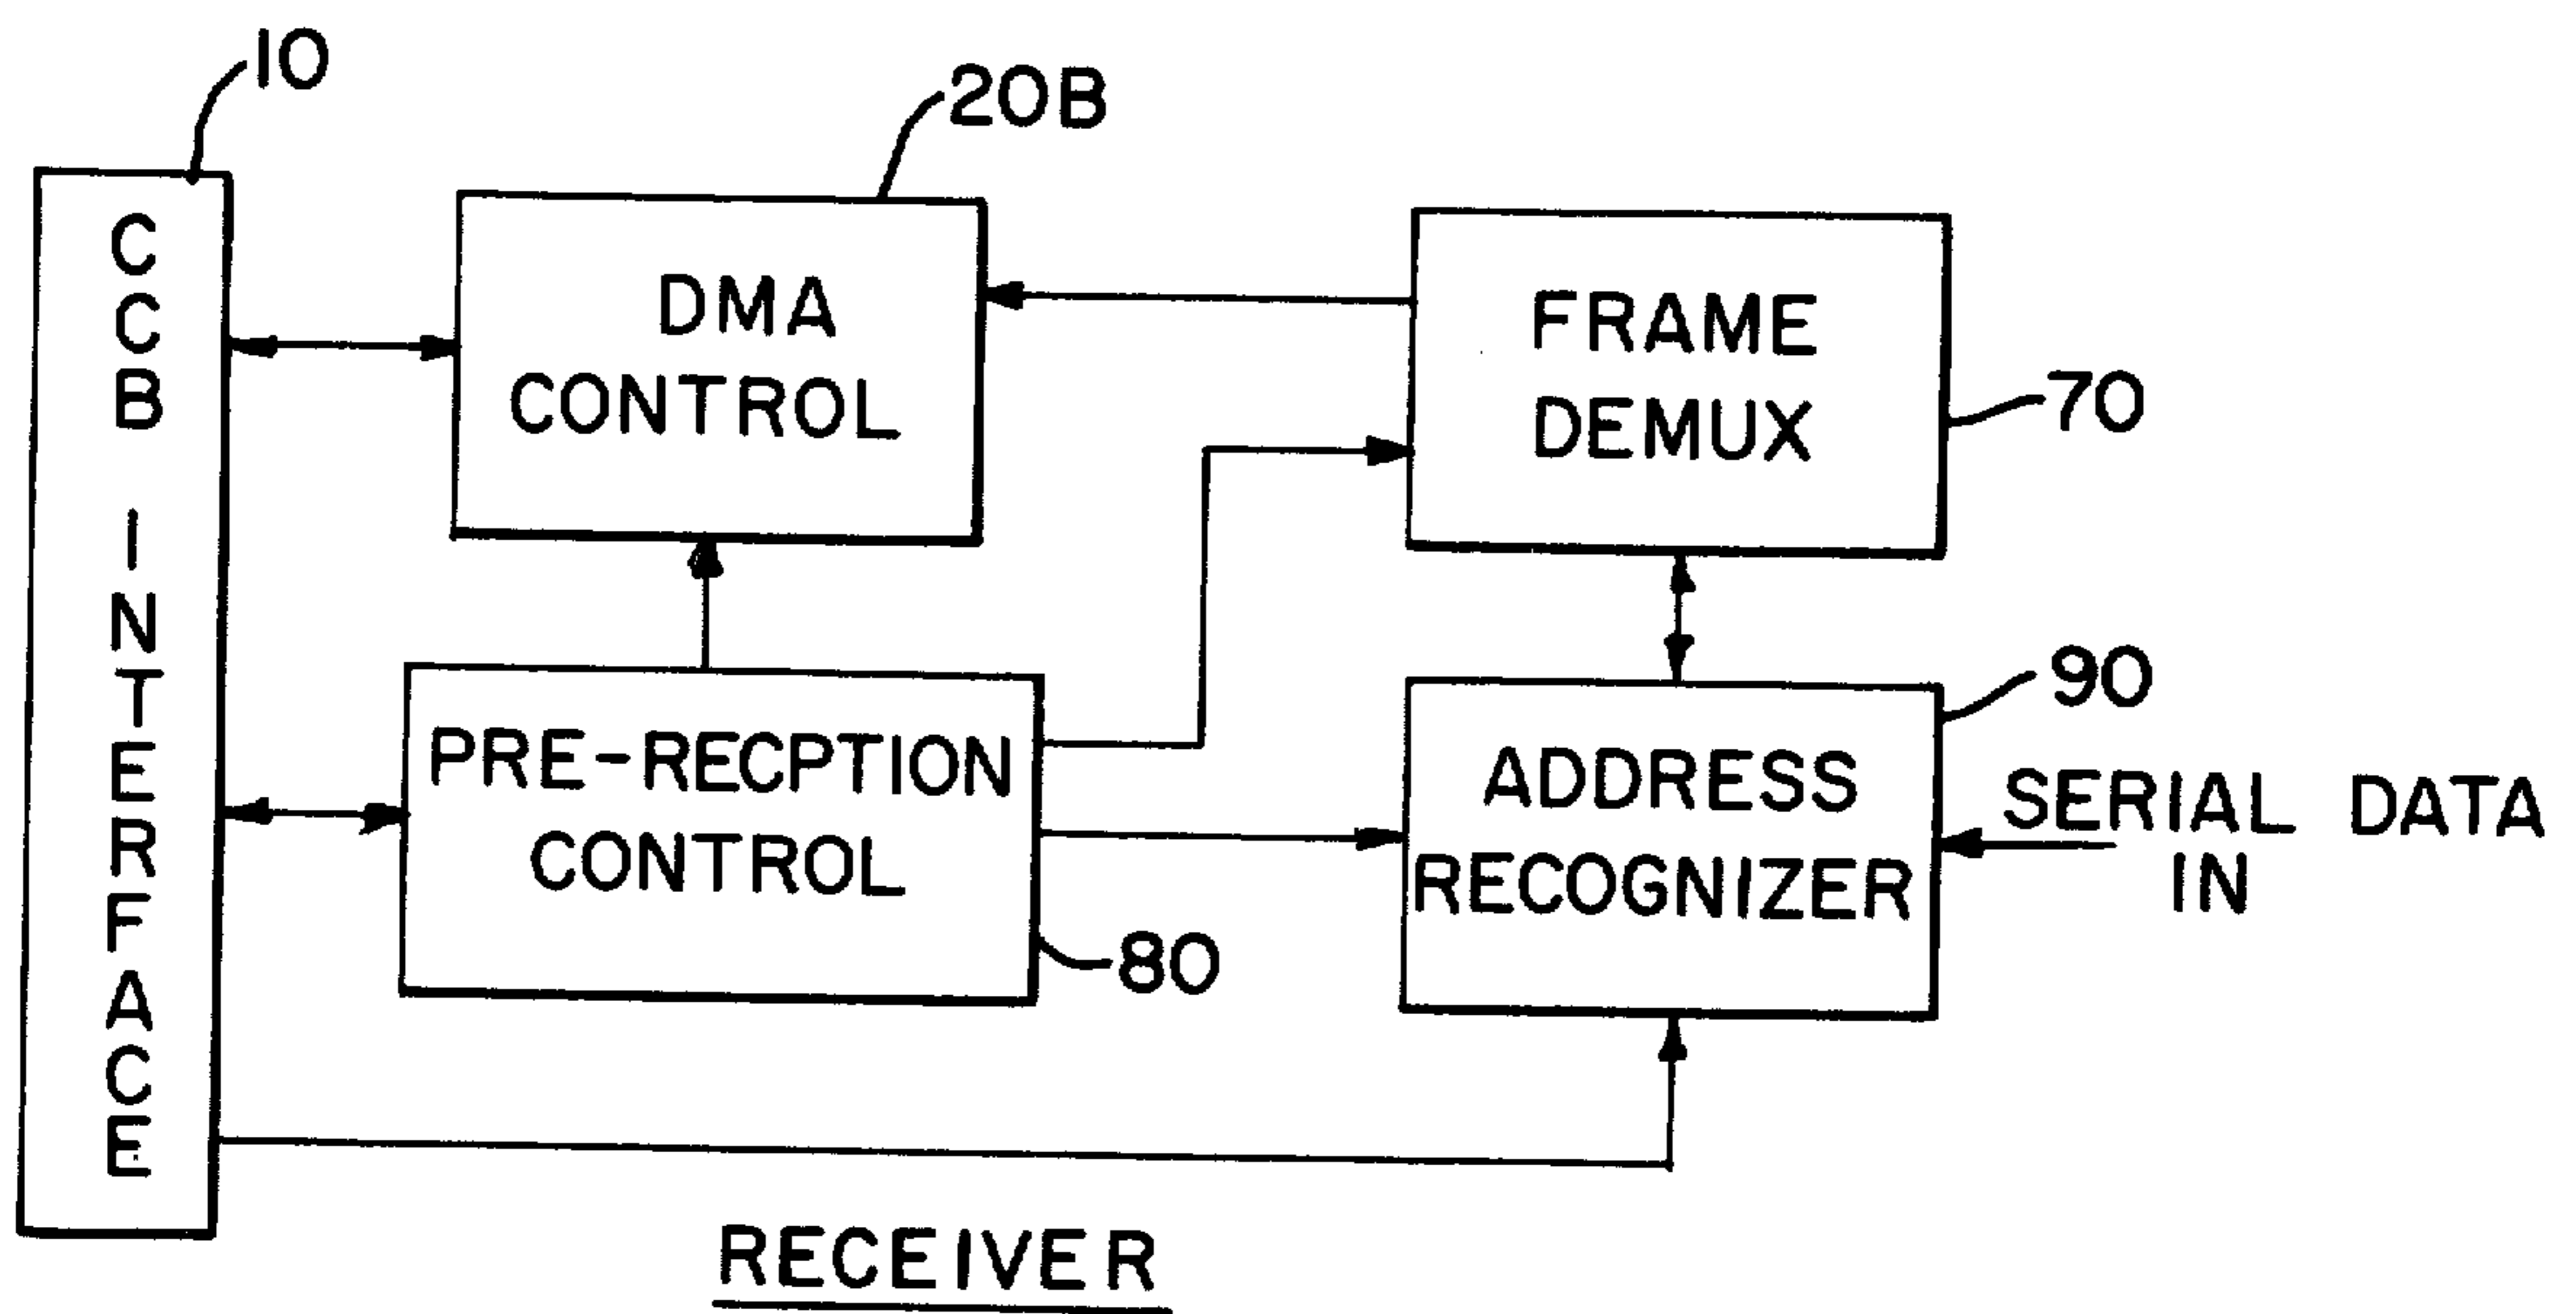 10
20B
CCB INTERFACE
DMA
CONTROL
FRAME
DEMUX
70
PRE-RECPTION
CONTROL
80
ADDRESS
RECOGNIZER
90
SERIAL DATA
IN
RECEIVER